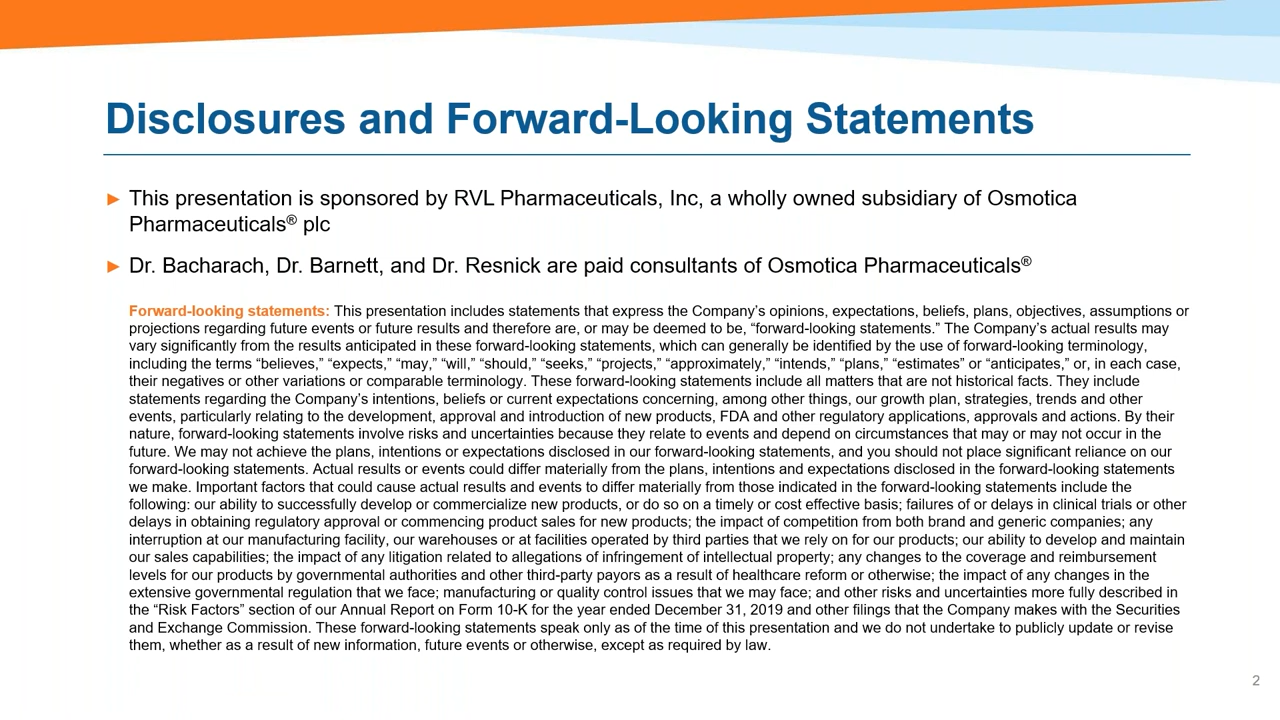 Disclosures and Forward-Looking Statements
► This presentation is sponsored by RVL Pharmaceuticals, Inc, a wholly owned subsidiary of Osmotica
Pharmaceuticals® plc
► Dr. Bacharach, Dr. Barnett, and Dr. Resnick are paid consultants of Osmotica Pharmaceuticals®
Forward-looking statements: This presentation includes statements that express the Company’s opinions, expectations, beliefs, plans, objectives, assumptions or
projections regarding future events or future results and therefore are, or may be deemed to be, “forward-looking statements.” The Company’s actual results may
vary significantly from the results anticipated in these forward-looking statements, which can generally be identified by the use of forward-looking terminology,
including the terms “believes,” “expects,” “may,” “will,” “should,” “seeks,” “projects,” “approximately,” “intends,” “plans,” “estimates” or “anticipates,” or, in each case,
their negatives or other variations or comparable terminology. These forward-looking statements include all matters that are not historical facts. They include
statements regarding the Company’s intentions, beliefs or current expectations concerning, among other things, our growth plan, strategies, trends and other
events, particularly relating to the development, approval and introduction of new products, FDA and other regulatory applications, approvals and actions. By their
nature, forward-looking statements involve risks and uncertainties because they relate to events and depend on circumstances that may or may not occur in the
future. We may not achieve the plans, intentions or expectations disclosed in our forward-looking statements, and you should not place significant reliance on our
forward-looking statements. Actual results or events could differ materially from the plans, intentions and expectations disclosed in the forward-looking statements
we make. Important factors that could cause actual results and events to differ materially from those indicated in the forward-looking statements include the
following: our ability to successfully develop or commercialize new products, or do so on a timely or cost effective basis; failures of or delays in clinical trials or other
delays in obtaining regulatory approval or commencing product sales for new products; the impact of competition from both brand and generic companies; any
interruption at our manufacturing facility, our warehouses or at facilities operated by third parties that we rely on for our products; our ability to develop and maintain
our sales capabilities; the impact of any litigation related to allegations of infringement of intellectual property; any changes to the coverage and reimbursement
levels for our products by governmental authorities and other third-party payors as a result of healthcare reform or otherwise; the impact of any changes in the
extensive governmental regulation that we face; manufacturing or quality control issues that we may face; and other risks and uncertainties more fully described in
the “Risk Factors” section of our Annual Report on Form 10-K for the year ended December 31, 2019 and other filings that the Company makes with the Securities
and Exchange Commission. These forward-looking statements speak only as of the time of this presentation and we do not undertake to publicly update or revise
them, whether as a result of new information, future events or otherwise, except as required by law.
2